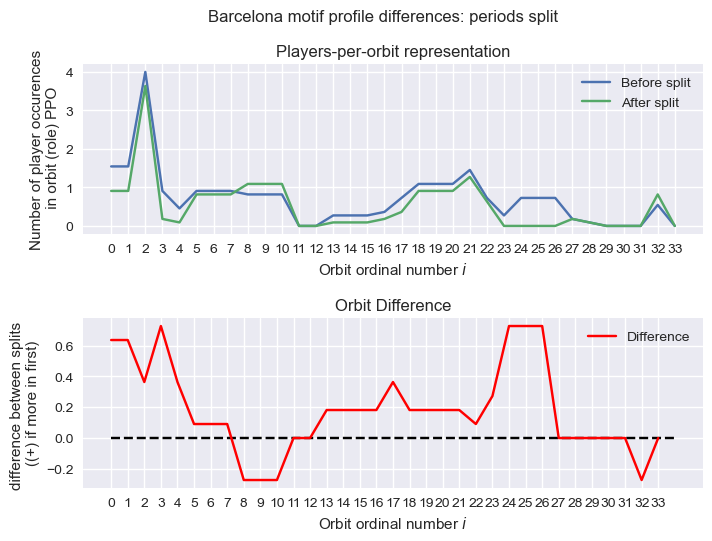 Barcelona motif profile differences: periods split
Players-per-orbit representation
Number of player occurences
in orbit (role) PPO
4
3
2
1
0
Before split
After split
0 1 2 3 4 5 6 7 8 9 10 11 12 13 14 15 16 17 18 19 20 21 22 23 24 25 26 27 28 29 30 31 32 33
Orbit ordinal number i
Orbit Difference
difference between splits
((+) if more in first)
0.6
0.4
0.2
0.0
−0.2
Difference
0 1 2 3 4 5 6 7 8 9 10 11 12 13 14 15 16 17 18 19 20 21 22 23 24 25 26 27 28 29 30 31 32 33
Orbit ordinal number i